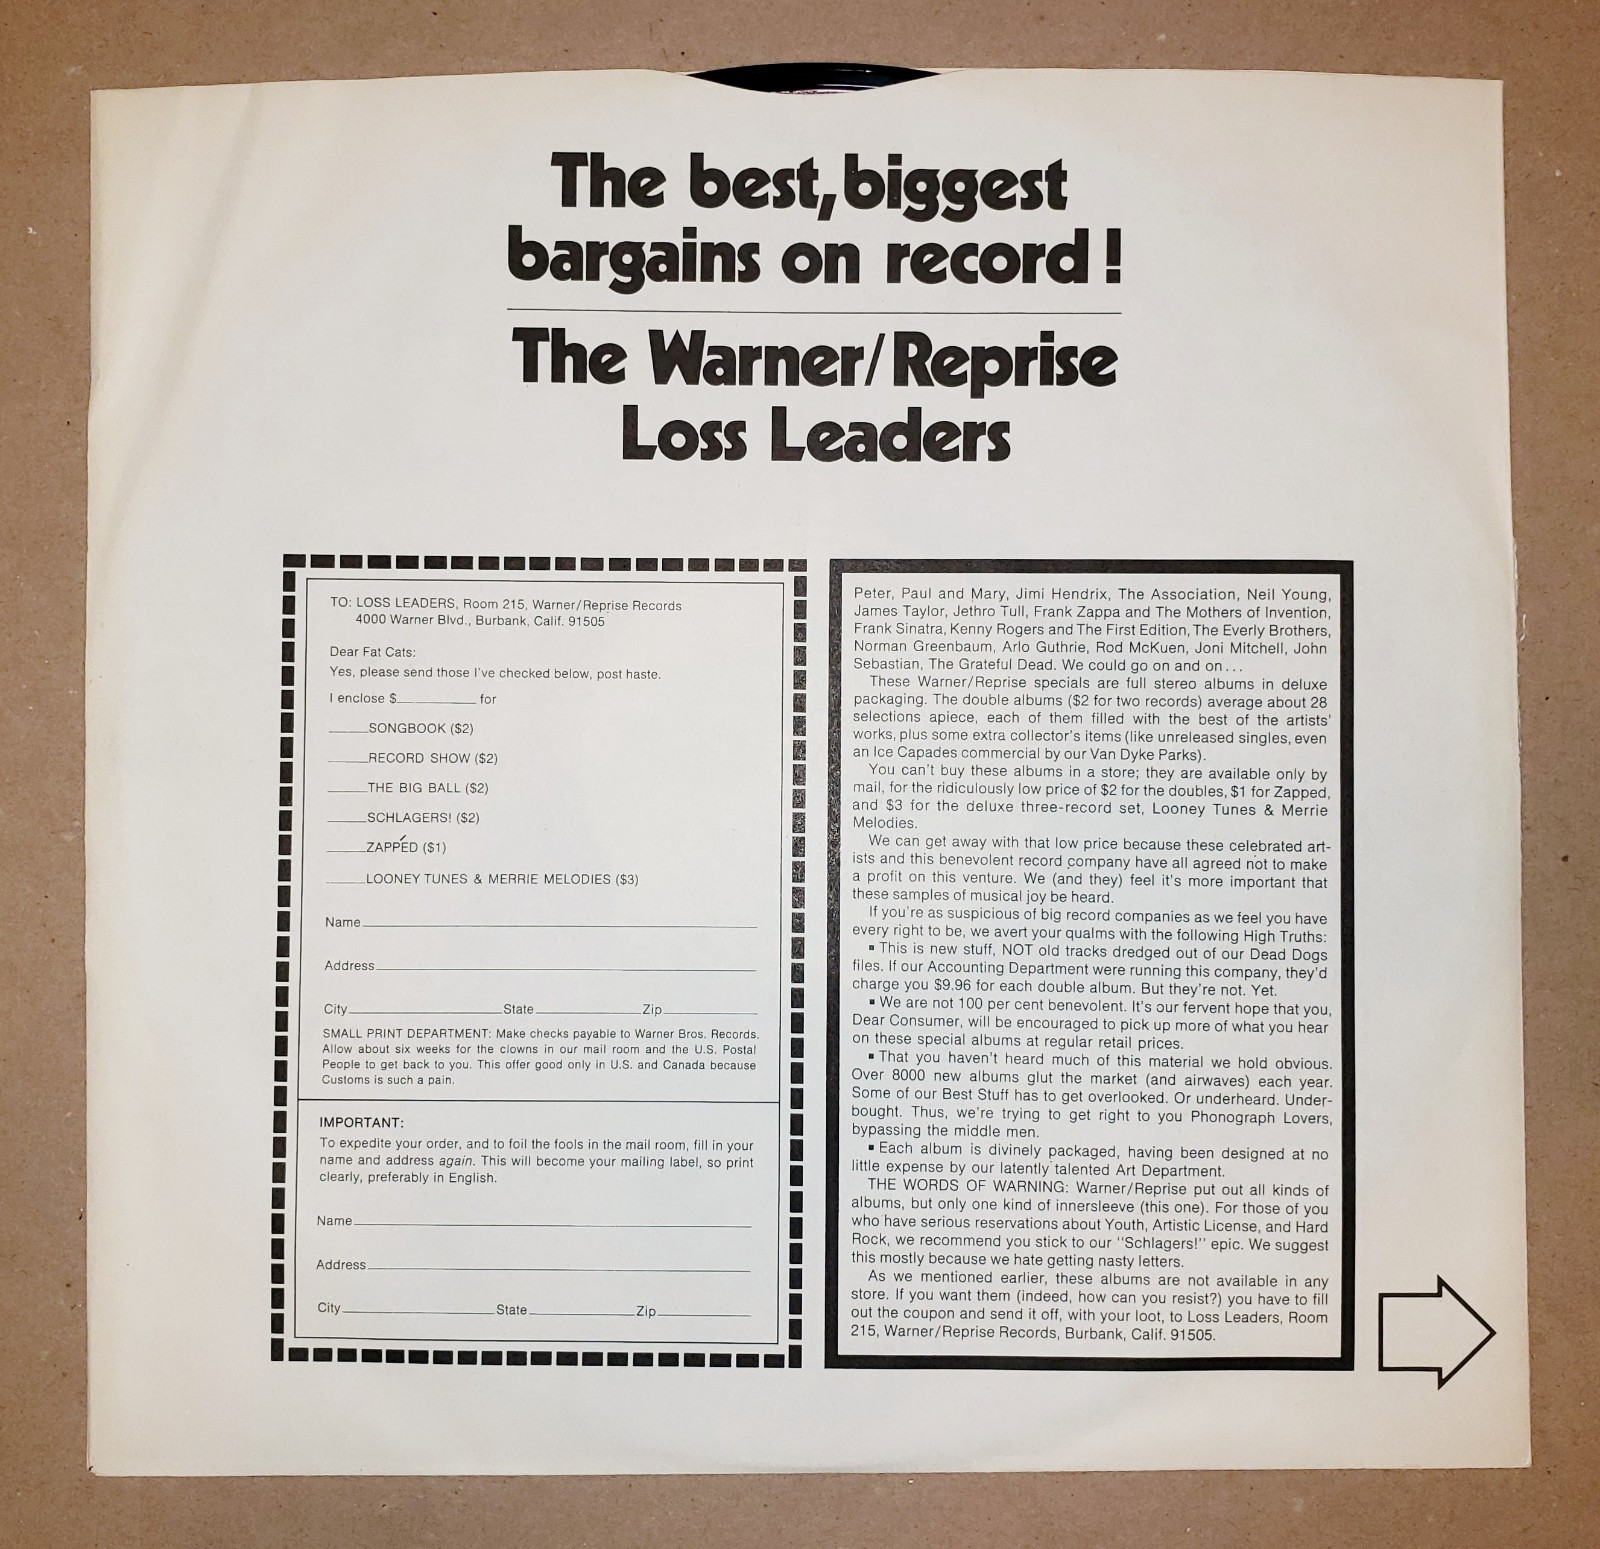 The best, biggest
bargains on record!
The Warner/Reprise
Loss Leaders
TO: LOSS LEADERS, Room 215, Warner/Reprise Records
4000 Warner Blvd., Burbank, Calif. 91505
Dear Fat Cats:
Yes, please send those I've checked below, post haste.
I enclose $__________ for
_____SONGBOOK ($2)
_____RECORD SHOW ($2)
_____THE BIG BALL ($2)
_____SCHLAGERS! ($2)
_____ZAPPÉD ($1)
_____LOONEY TUNES & MERRIE MELODIES ($3)
Name
Address
City State Zip
SMALL PRINT DEPARTMENT: Make checks payable to Warner Bros. Records.
Allow about six weeks for the clowns in our mail room and the U.S. Postal
People to get back to you. This offer good only in U.S. and Canada because
Customs is such a pain.
IMPORTANT:
To expedite your order, and to foil the fools in the mail room, fill in your
name and address again. This will become your mailing label, so print
clearly, preferably in English.
Name
Address
City State Zip
Peter, Paul and Mary, Jimi Hendrix, The Association, Neil Young,
James Taylor, Jethro Tull, Frank Zappa and The Mothers of Invention,
Frank Sinatra, Kenny Rogers and The First Edition, The Everly Brothers,
Norman Greenbaum, Arlo Guthrie, Rod McKuen, Joni Mitchell, John
Sebastian, The Grateful Dead. We could go on and on...
These Warner/Reprise specials are full stereo albums in deluxe
packaging. The double albums ($2 for two records) average about 28
selections apiece, each of them filled with the best of the artists'
works, plus some extra collector's items (like unreleased singles, even
an Ice Capades commercial by our Van Dyke Parks).
You can't buy these albums in a store; they are available only by
mail, for the ridiculously low price of $2 for the doubles, $1 for Zapped,
and $3 for the deluxe three-record set, Looney Tunes & Merrie
Melodies.
We can get away with that low price because these celebrated art-
ists and this benevolent record company have all agreed not to make
a profit on this venture. We (and they) feel it's more important that
these samples of musical joy be heard.
If you're as suspicious of big record companies as we feel you have
every right to be, we avert your qualms with the following High Truths:
▪ This is new stuff, NOT old tracks dredged out of our Dead Dogs
files. If our Accounting Department were running this company, they'd
charge you $9.96 for each double album. But they're not. Yet.
▪ We are not 100 per cent benevolent. It's our fervent hope that you,
Dear Consumer, will be encouraged to pick up more of what you hear
on these special albums at regular retail prices.
▪ That you haven't heard much of this material we hold obvious.
Over 8000 new albums glut the market (and airwaves) each year.
Some of our Best Stuff has to get overlooked. Or underheard. Under-
bought. Thus, we're trying to get right to you Phonograph Lovers,
bypassing the middle men.
▪ Each album is divinely packaged, having been designed at no
little expense by our latently talented Art Department.
THE WORDS OF WARNING: Warner/Reprise put out all kinds of
albums, but only one kind of innersleeve (this one). For those of you
who have serious reservations about Youth, Artistic License, and Hard
Rock, we recommend you stick to our "Schlagers!" epic. We suggest
this mostly because we hate getting nasty letters.
As we mentioned earlier, these albums are not available in any
store. If you want them (indeed, how can you resist?) you have to fill
out the coupon and send it off, with your loot, to Loss Leaders, Room
215, Warner/Reprise Records, Burbank, Calif. 91505.